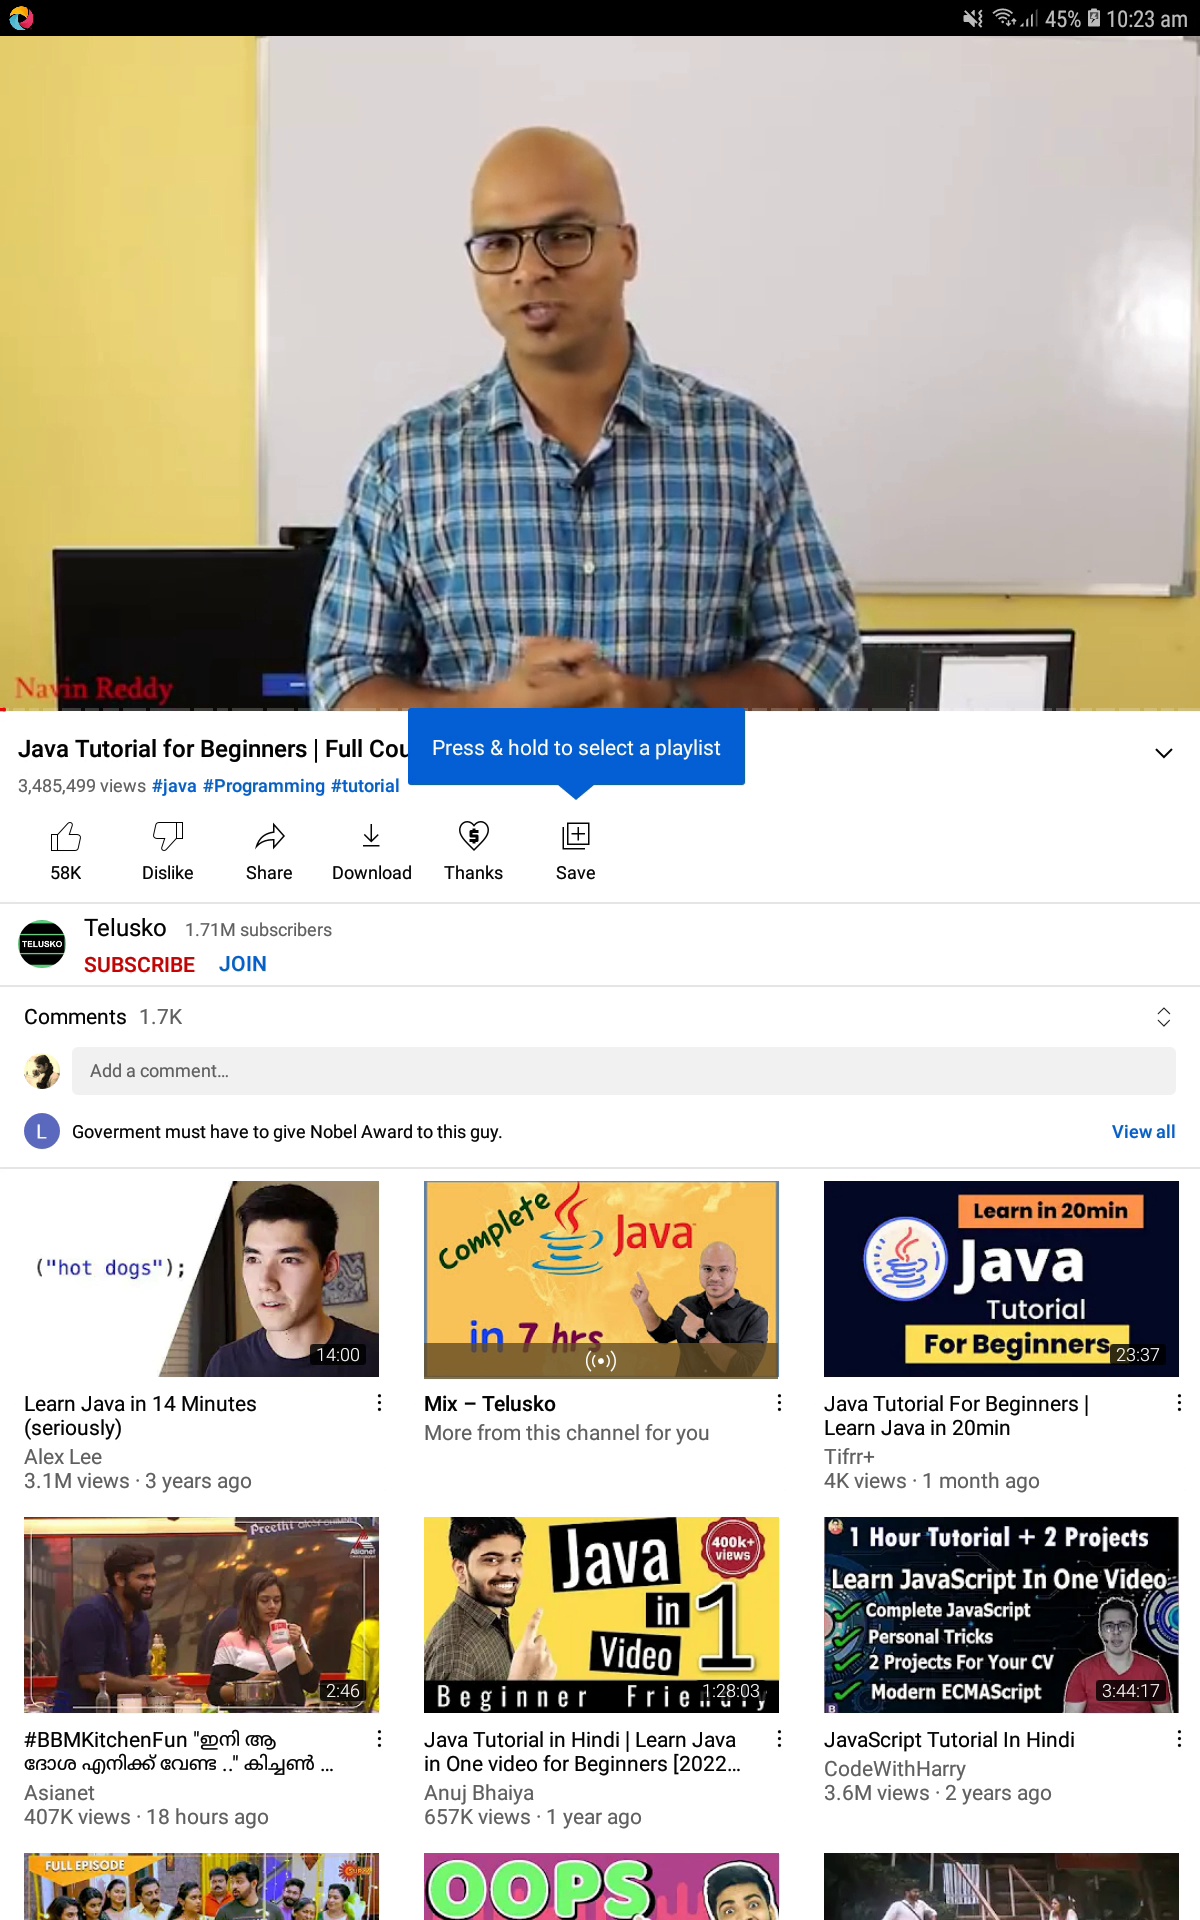 45% 10:23 am
Navin Reddy
Java Tutorial for Beginners | Full Cou
Press & hold to select a playlist
3,485,499 views #java #Programming #tutorial
58K Dislike Share Download Thanks Save
TELUSKO
Telusko 1.71M subscribers
SUBSCRIBE JOIN
Comments 1.7K
Add a comment...
L Goverment must have to give Nobel Award to this guy. View all
("hot dogs");
14:00
Learn Java in 14 Minutes
(seriously)
Alex Lee
3.1M views · 3 years ago
Complete Java
in 7 hrs
Mix – Telusko
More from this channel for you
Learn in 20min
Java
Tutorial
For Beginners
23:37
Java Tutorial For Beginners |
Learn Java in 20min
Tifrr+
4K views · 1 month ago
Preethi
Asianet
2:46
#BBMKitchenFun "ഇനി ആ
ദോശ എനിക്ക് വേണ്ട .." കിച്ചൺ ...
Asianet
407K views · 18 hours ago
Java
in 1
Video
400k+
views
Beginner
1:28:03
Java Tutorial in Hindi | Learn Java
in One video for Beginners [2022...
Anuj Bhaiya
657K views · 1 year ago
1 Hour Tutorial + 2 Projects
Learn JavaScript In One Video
Complete JavaScript
Personal Tricks
2 Projects For Your CV
Modern ECMAScript
3:44:17
JavaScript Tutorial In Hindi
CodeWithHarry
3.6M views · 2 years ago
FULL EPISODE
OOPS